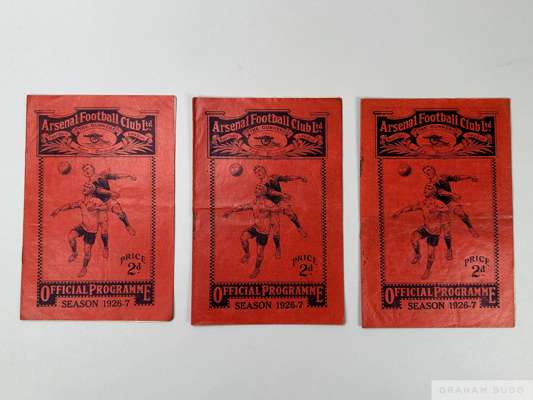 Arsenal Football Club Ltd
PRICE
2d
OFFICIAL PROGRAMME
SEASON 1926-7
Arsenal Football Club Ltd
PRICE
2d
OFFICIAL PROGRAMME
SEASON 1926-7
Arsenal Football Club Ltd
PRICE
2d
OFFICIAL PROGRAMME
SEASON 1926-7
GRAHAM BUDD